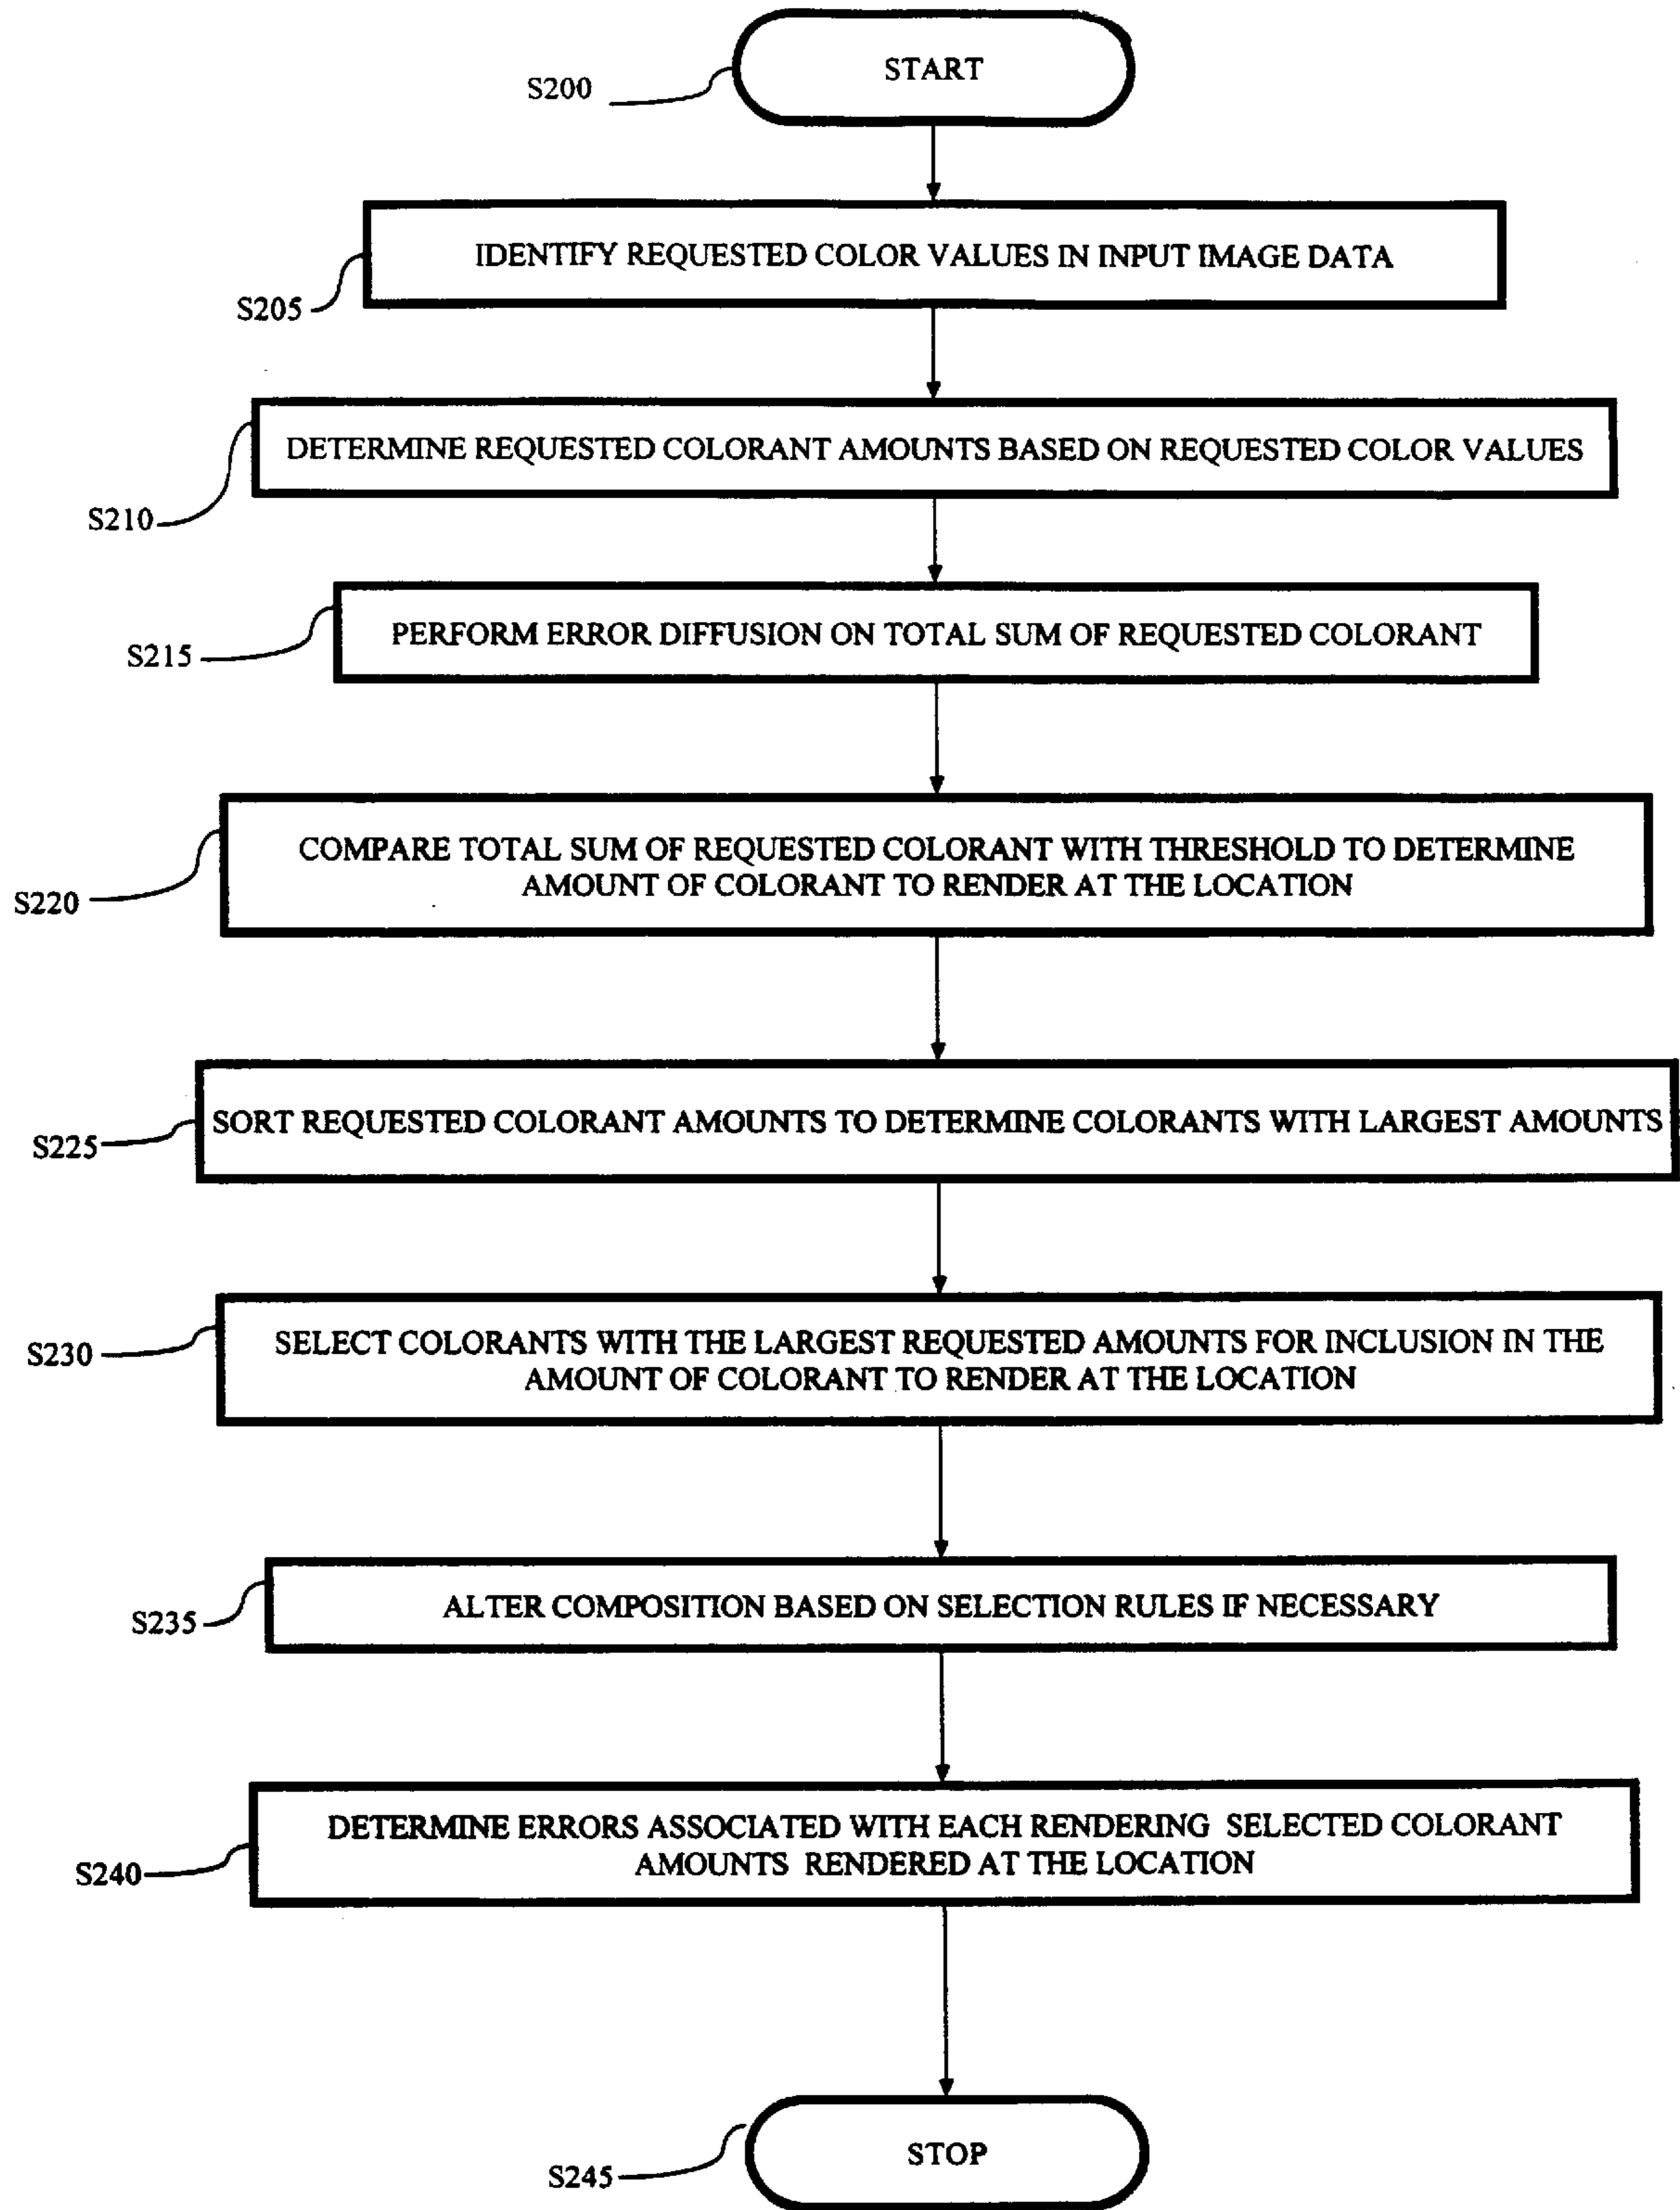 START
S200
IDENTIFY REQUESTED COLOR VALUES IN INPUT IMAGE DATA
S205
DETERMINE REQUESTED COLORANT AMOUNTS BASED ON REQUESTED COLOR VALUES
S210
PERFORM ERROR DIFFUSION ON TOTAL SUM OF REQUESTED COLORANT
S215
COMPARE TOTAL SUM OF REQUESTED COLORANT WITH THRESHOLD TO DETERMINE
AMOUNT OF COLORANT TO RENDER AT THE LOCATION
S220
SORT REQUESTED COLORANT AMOUNTS TO DETERMINE COLORANTS WITH LARGEST AMOUNTS
S225
SELECT COLORANTS WITH THE LARGEST REQUESTED AMOUNTS FOR INCLUSION IN THE
AMOUNT OF COLORANT TO RENDER AT THE LOCATION
S230
ALTER COMPOSITION BASED ON SELECTION RULES IF NECESSARY
S235
DETERMINE ERRORS ASSOCIATED WITH EACH RENDERING SELECTED COLORANT
AMOUNTS RENDERED AT THE LOCATION
S240
STOP
S245